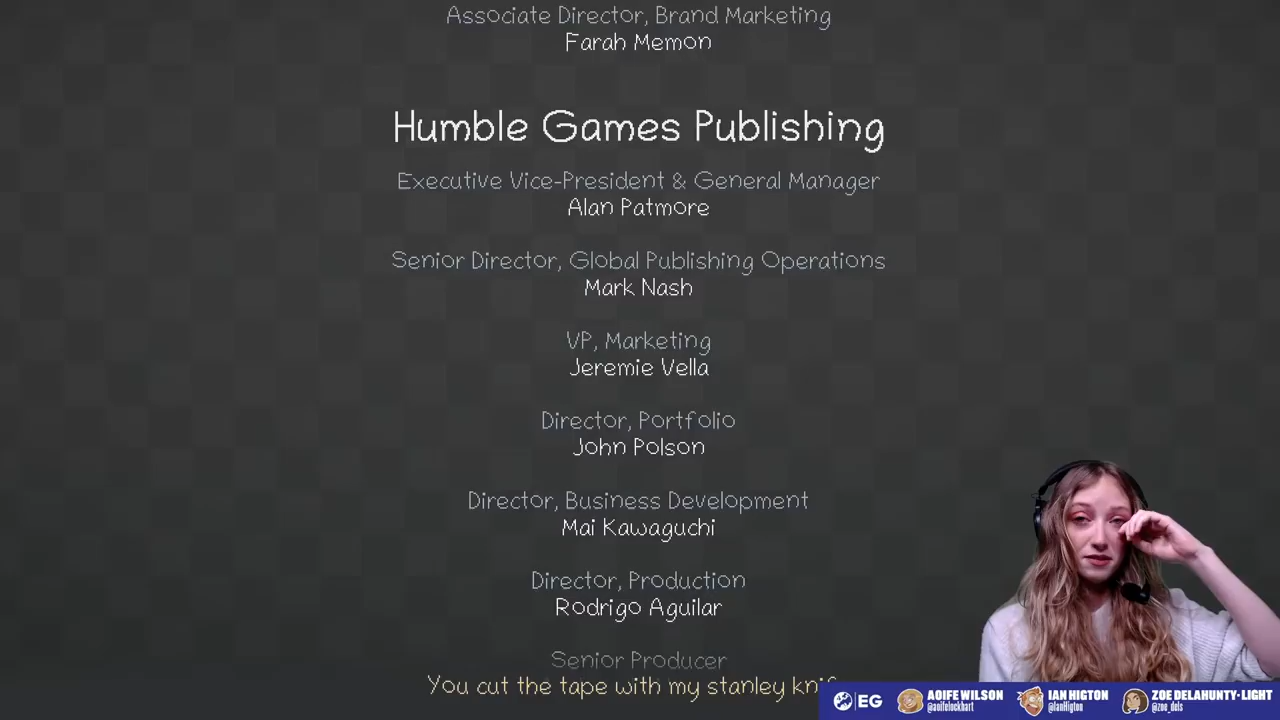 Associate Director, Brand Marketing
Farah Memon
Humble Games Publishing
Executive Vice-President & General Manager
Alan Patmore
Senior Director, Global Publishing Operations
Mark Nash
VP, Marketing
Jeremie Vella
Director, Portfolio
John Polson
Director, Business Development
Mai Kawaguchi
Director, Production
Rodrigo Aguilar
Senior Producer
You cut the tape with my stanley
EG AOIFE WILSON @aoifelockhart IAN HIGTON @IanHigton ZOE DELAHUNTY-LIGHT @zoe_dels